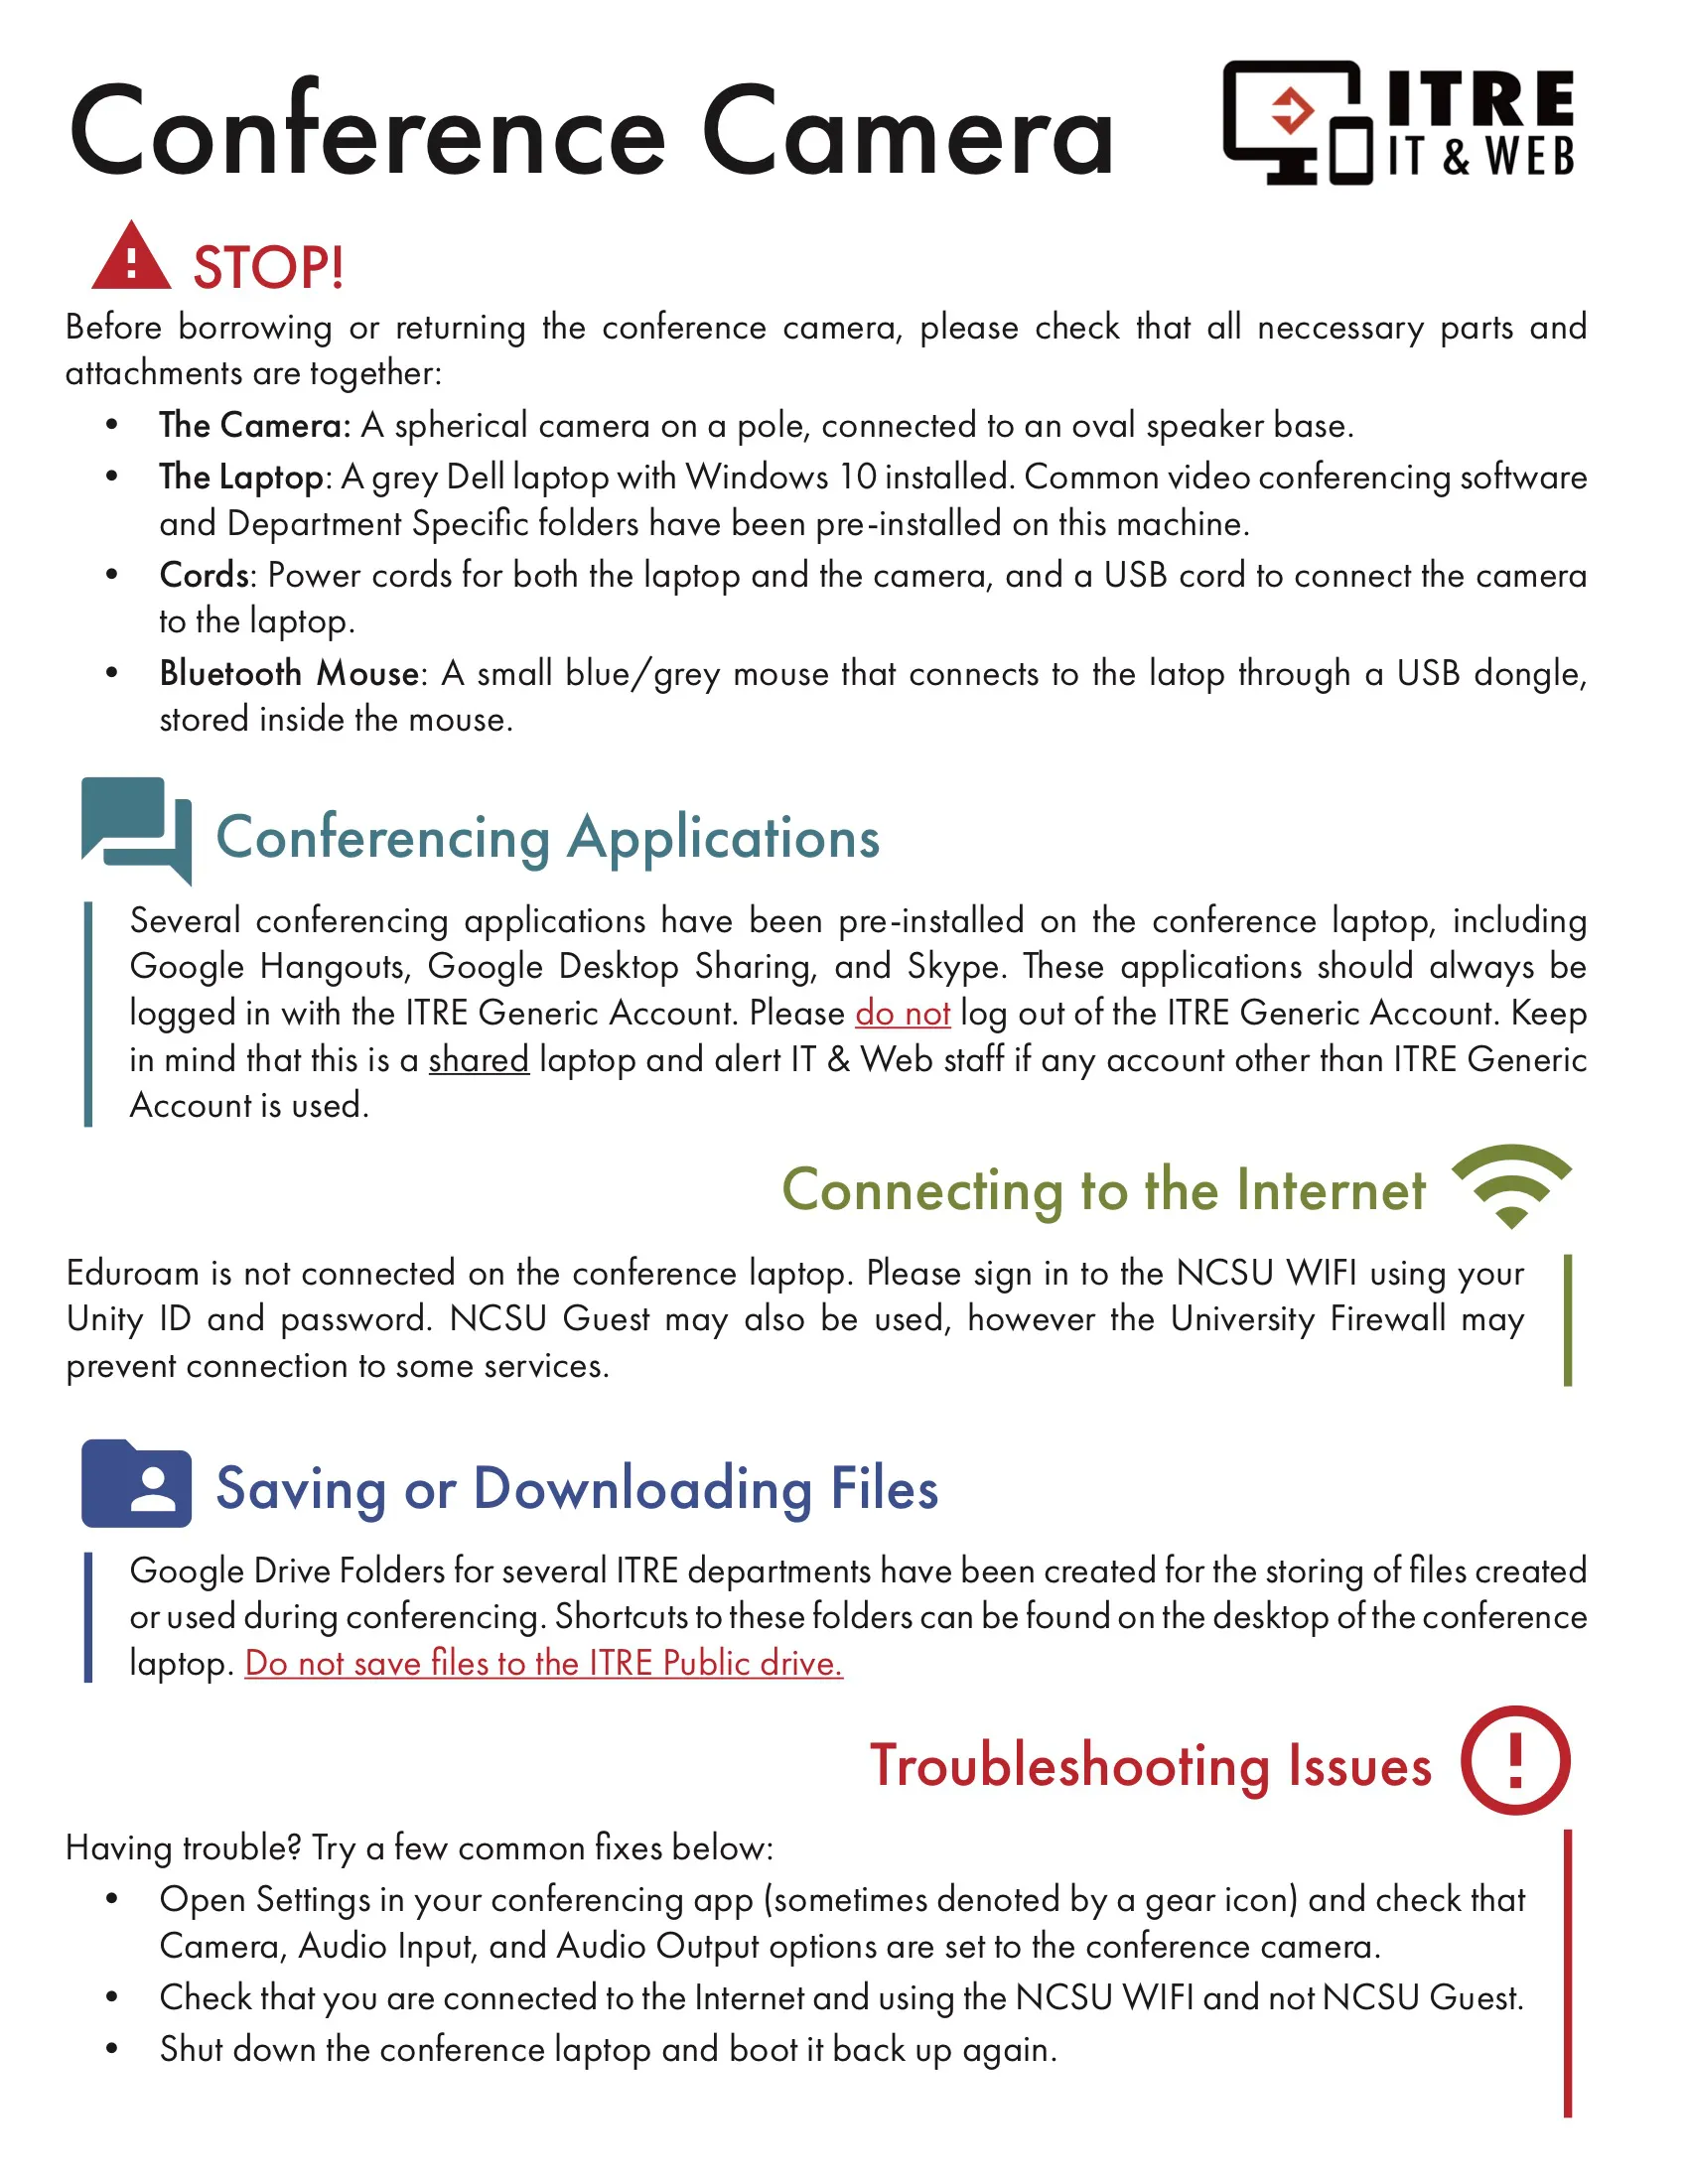 Conference Camera
ITRE
IT & WEB
STOP!
Before borrowing or returning the conference camera, please check that all neccessary parts and
attachments are together:
• The Camera: A spherical camera on a pole, connected to an oval speaker base.
• The Laptop: A grey Dell laptop with Windows 10 installed. Common video conferencing software
and Department Specific folders have been pre-installed on this machine.
• Cords: Power cords for both the laptop and the camera, and a USB cord to connect the camera
to the laptop.
• Bluetooth Mouse: A small blue/grey mouse that connects to the latop through a USB dongle,
stored inside the mouse.
Conferencing Applications
Several conferencing applications have been pre-installed on the conference laptop, including
Google Hangouts, Google Desktop Sharing, and Skype. These applications should always be
logged in with the ITRE Generic Account. Please do not log out of the ITRE Generic Account. Keep
in mind that this is a shared laptop and alert IT & Web staff if any account other than ITRE Generic
Account is used.
Connecting to the Internet
Eduroam is not connected on the conference laptop. Please sign in to the NCSU WIFI using your
Unity ID and password. NCSU Guest may also be used, however the University Firewall may
prevent connection to some services.
Saving or Downloading Files
Google Drive Folders for several ITRE departments have been created for the storing of files created
or used during conferencing. Shortcuts to these folders can be found on the desktop of the conference
laptop. Do not save files to the ITRE Public drive.
Troubleshooting Issues
Having trouble? Try a few common fixes below:
• Open Settings in your conferencing app (sometimes denoted by a gear icon) and check that
Camera, Audio Input, and Audio Output options are set to the conference camera.
• Check that you are connected to the Internet and using the NCSU WIFI and not NCSU Guest.
• Shut down the conference laptop and boot it back up again.